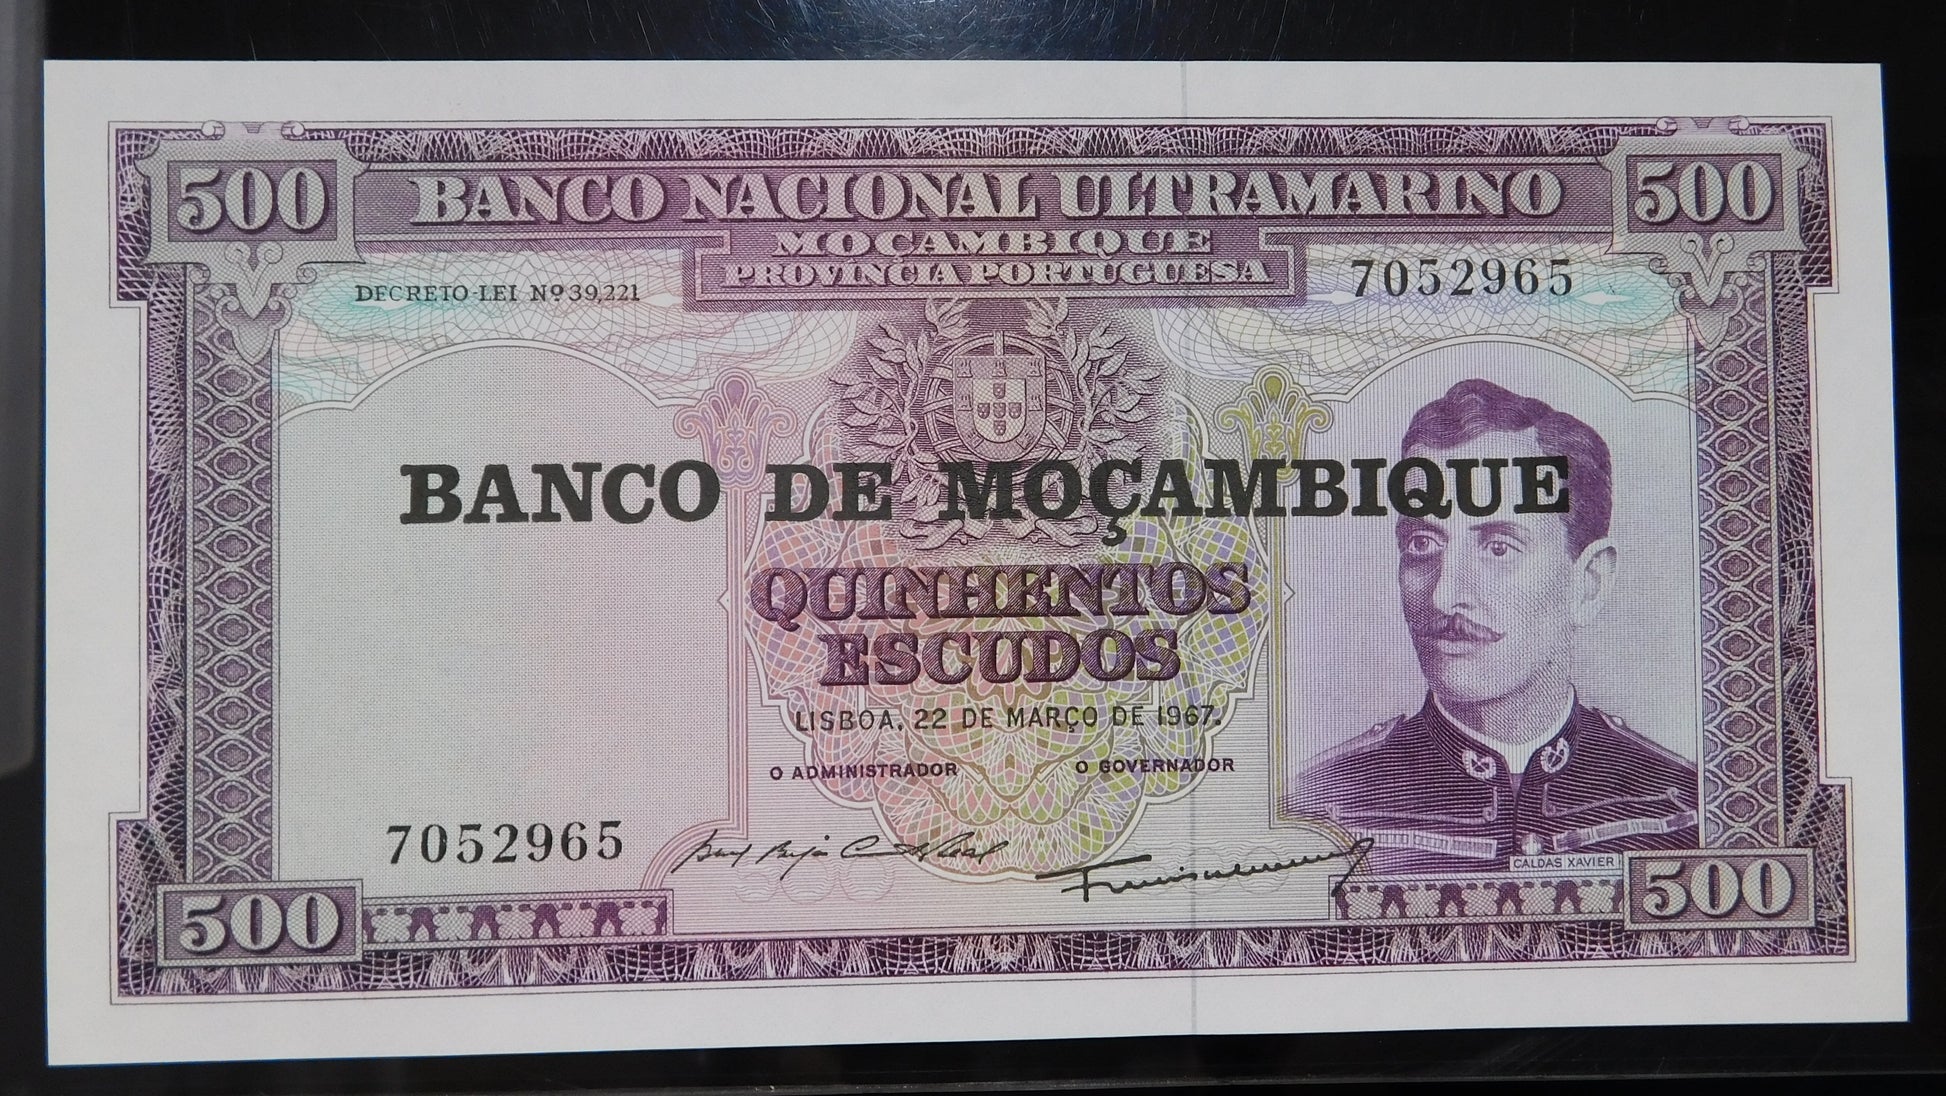 500 BANCO NACIONAL ULTRAMARINO 500
MOÇAMBIQUE
PROVINCIA PORTUGUESA
DECRETO LEI Nº 39,221
7052965
BANCO DE MOÇAMBIQUE
QUINHENTOS
ESCUDOS
LISBOA, 22 DE MARÇO DE 1967.
O ADMINISTRADOR O GOVERNADOR
7052965
CALDAS XAVIER
500 500